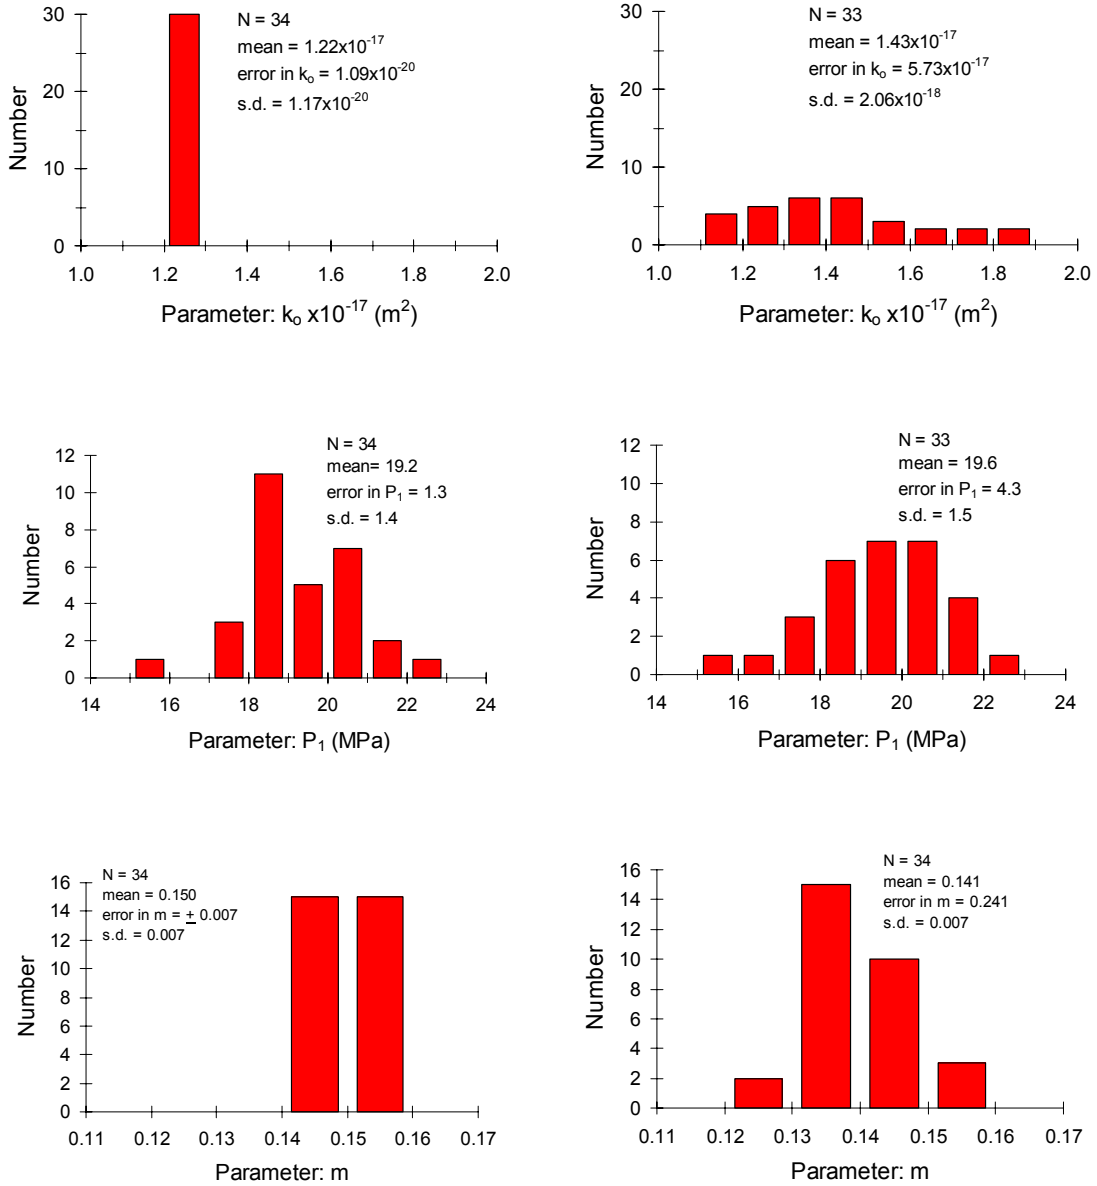 30
20
10
0
Number
N = 34
mean = 1.22x10⁻¹⁷
error in kₒ = 1.09x10⁻²⁰
s.d. = 1.17x10⁻²⁰
1.0 1.2 1.4 1.6 1.8 2.0
Parameter: kₒ x10⁻¹⁷ (m²)
30
20
10
0
Number
N = 33
mean = 1.43x10⁻¹⁷
error in kₒ = 5.73x10⁻¹⁷
s.d. = 2.06x10⁻¹⁸
1.0 1.2 1.4 1.6 1.8 2.0
Parameter: kₒ x10⁻¹⁷ (m²)
12
10
8
6
4
2
0
Number
N = 34
mean= 19.2
error in P₁ = 1.3
s.d. = 1.4
14 16 18 20 22 24
Parameter: P₁ (MPa)
12
10
8
6
4
2
0
Number
N = 33
mean = 19.6
error in P₁ = 4.3
s.d. = 1.5
14 16 18 20 22 24
Parameter: P₁ (MPa)
16
14
12
10
8
6
4
2
0
Number
N = 34
mean = 0.150
error in m = ± 0.007
s.d. = 0.007
0.11 0.12 0.13 0.14 0.15 0.16 0.17
Parameter: m
16
14
12
10
8
6
4
2
0
Number
N = 34
mean = 0.141
error in m = 0.241
s.d. = 0.007
0.11 0.12 0.13 0.14 0.15 0.16 0.17
Parameter: m